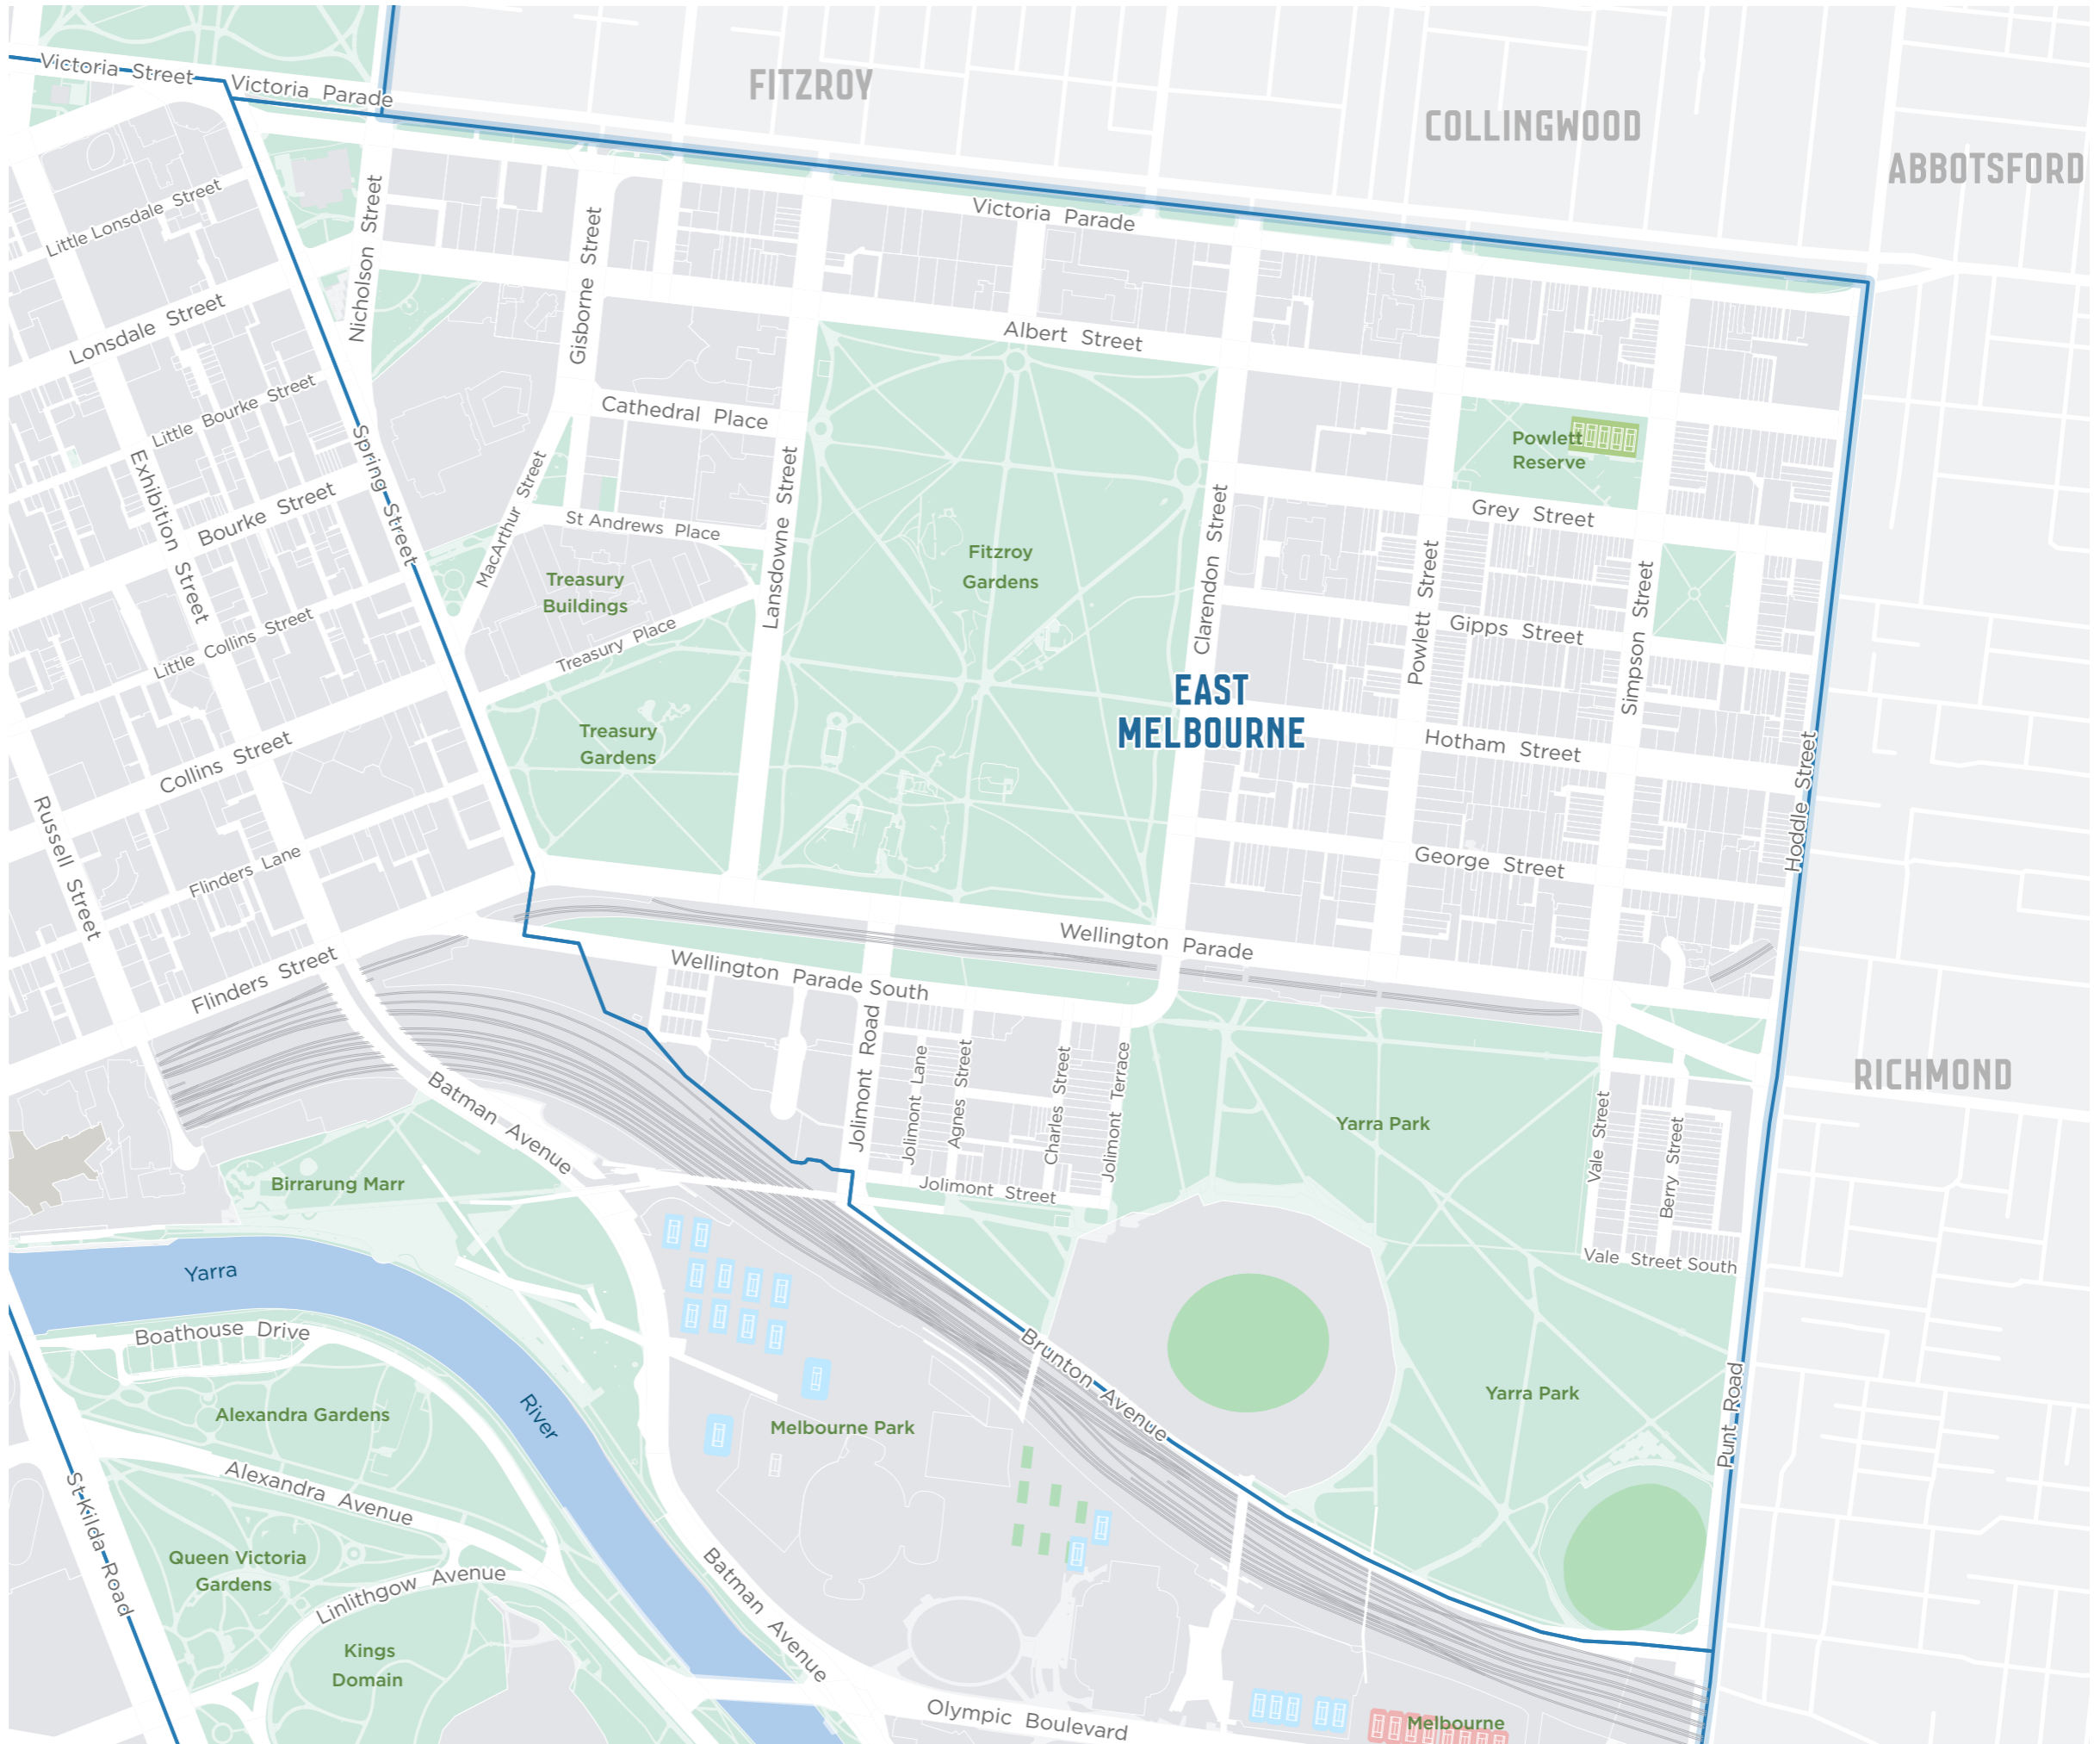 Victoria Street
Victoria Parade
FITZROY
COLLINGWOOD
ABBOTSFORD
Little Lonsdale Street
Nicholson Street
Gisborne Street
Victoria Parade
Lonsdale Street
Albert Street
Little Bourke Street
Cathedral Place
Powlett
Reserve
Spring Street
Exhibition Street
Bourke Street
MacArthur Street
St Andrews Place
Lansdowne Street
Clarendon Street
Grey Street
Fitzroy
Gardens
Treasury
Buildings
Powlett Street
Simpson Street
Little Collins Street
Treasury Place
Gipps Street
EAST
MELBOURNE
Treasury
Gardens
Hotham Street
Hoddle Street
Collins Street
Russell Street
Flinders Lane
George Street
Wellington Parade
Wellington Parade South
Flinders Street
Jolimont Road
Jolimont Lane
Agnes Street
Charles Street
Jolimont Terrace
RICHMOND
Batman Avenue
Yarra Park
Vale Street
Berry Street
Birrarung Marr
Jolimont Street
Vale Street South
Yarra
River
Boathouse Drive
Brunton Avenue
Alexandra Gardens
Melbourne Park
Yarra Park
Punt Road
Alexandra Avenue
St Kilda Road
Queen Victoria
Gardens
Linlithgow Avenue
Batman Avenue
Kings
Domain
Olympic Boulevard
Melbourne